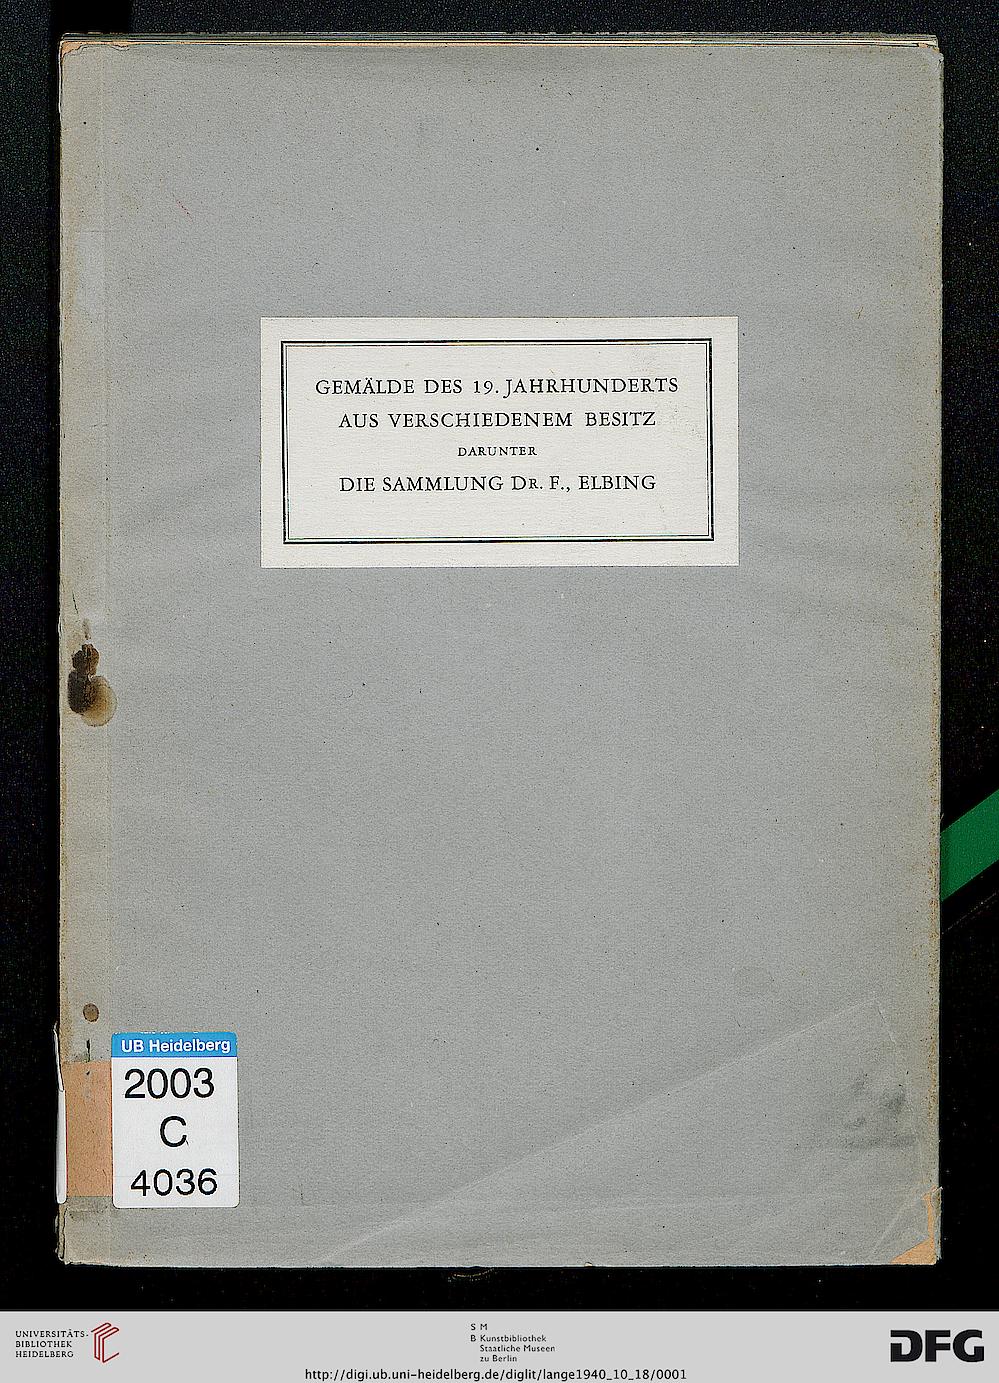 GEMÄLDE DES 19. JAHRHUNDERTS
AUS VERSCHIEDENEM BESITZ
DARUNTER
DIE SAMMLUNG DR. F., ELBING
UB Heidelberg
2003
C
4036
UNIVERSITÄTS-
BIBLIOTHEK
HEIDELBERG
S M
B Kunstbibliothek
Staatliche Museen
zu Berlin
DFG
http://digi.ub.uni-heidelberg.de/diglit/lange1940_10_18/0001